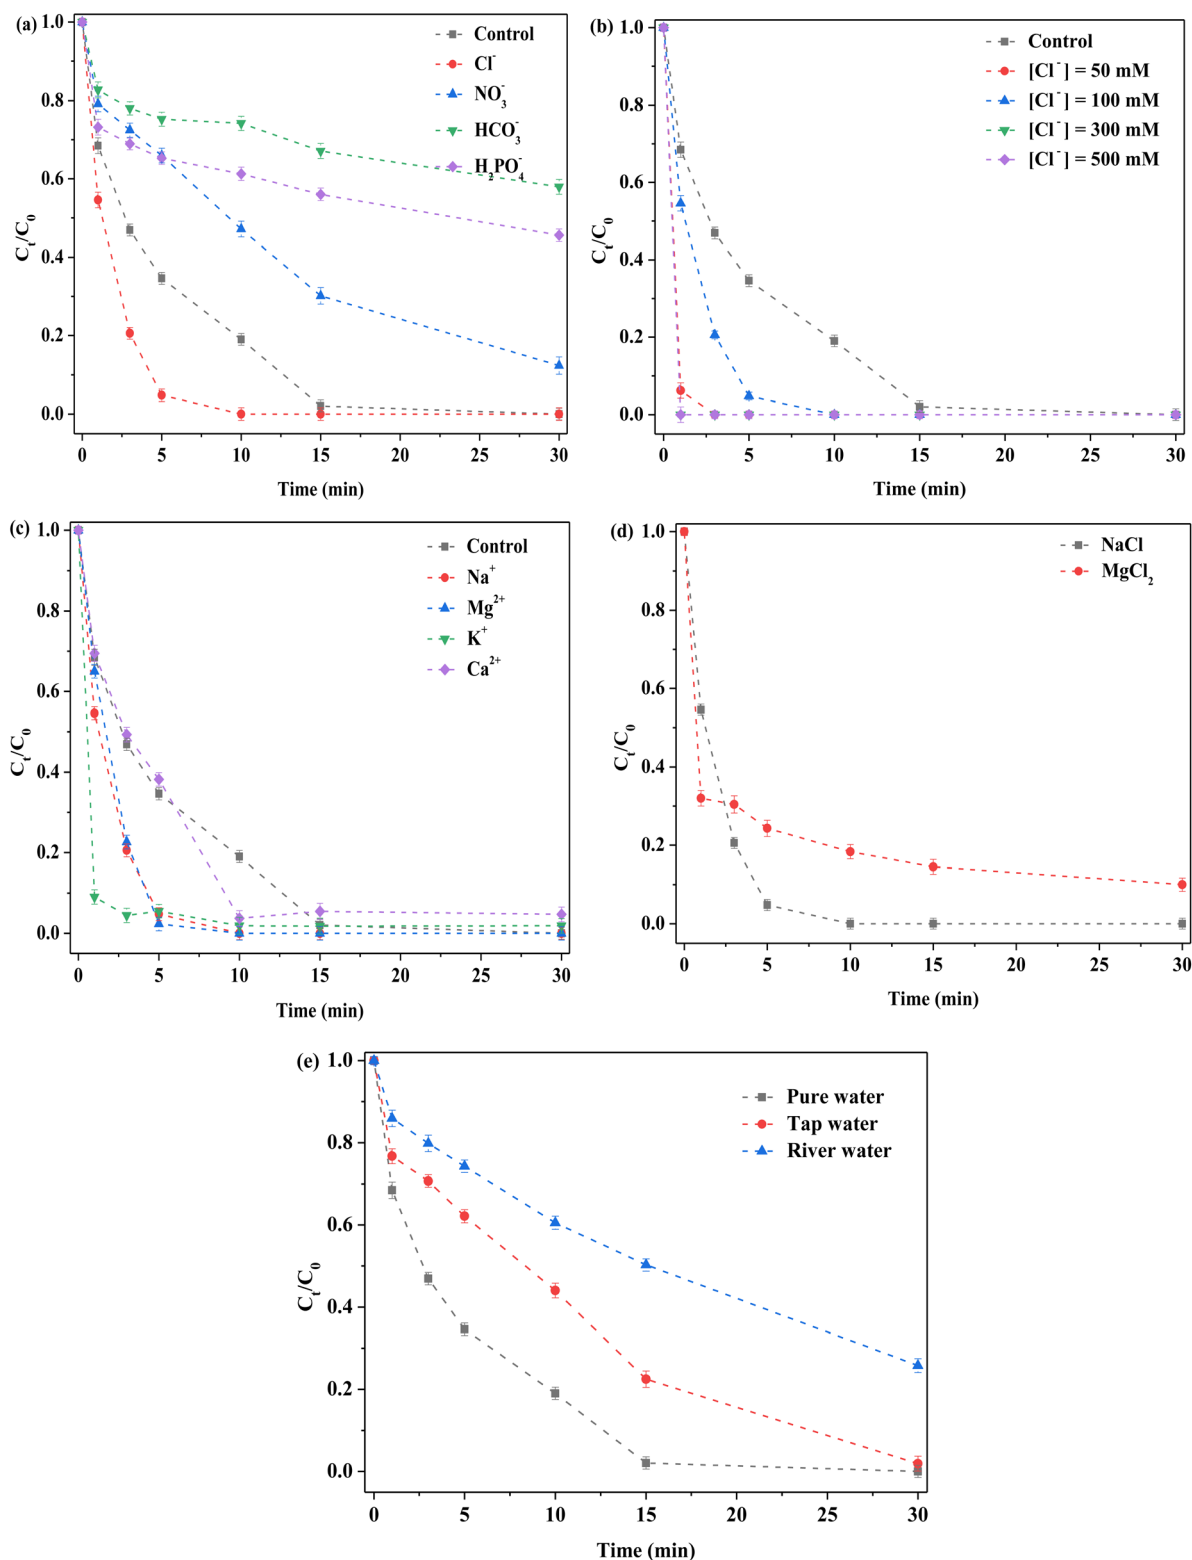 (a)
Control
Cl⁻
NO₃⁻
HCO₃⁻
H₂PO₄⁻
1.0
0.8
0.6
0.4
0.2
0.0
Cₜ/C₀
0 5 10 15 20 25 30
Time (min)
(b)
Control
[Cl⁻] = 50 mM
[Cl⁻] = 100 mM
[Cl⁻] = 300 mM
[Cl⁻] = 500 mM
1.0
0.8
0.6
0.4
0.2
0.0
Cₜ/C₀
0 5 10 15 20 25 30
Time (min)
(c)
Control
Na⁺
Mg²⁺
K⁺
Ca²⁺
1.0
0.8
0.6
0.4
0.2
0.0
Cₜ/C₀
0 5 10 15 20 25 30
Time (min)
(d)
NaCl
MgCl₂
1.0
0.8
0.6
0.4
0.2
0.0
Cₜ/C₀
0 5 10 15 20 25 30
Time (min)
(e)
Pure water
Tap water
River water
1.0
0.8
0.6
0.4
0.2
0.0
Cₜ/C₀
0 5 10 15 20 25 30
Time (min)